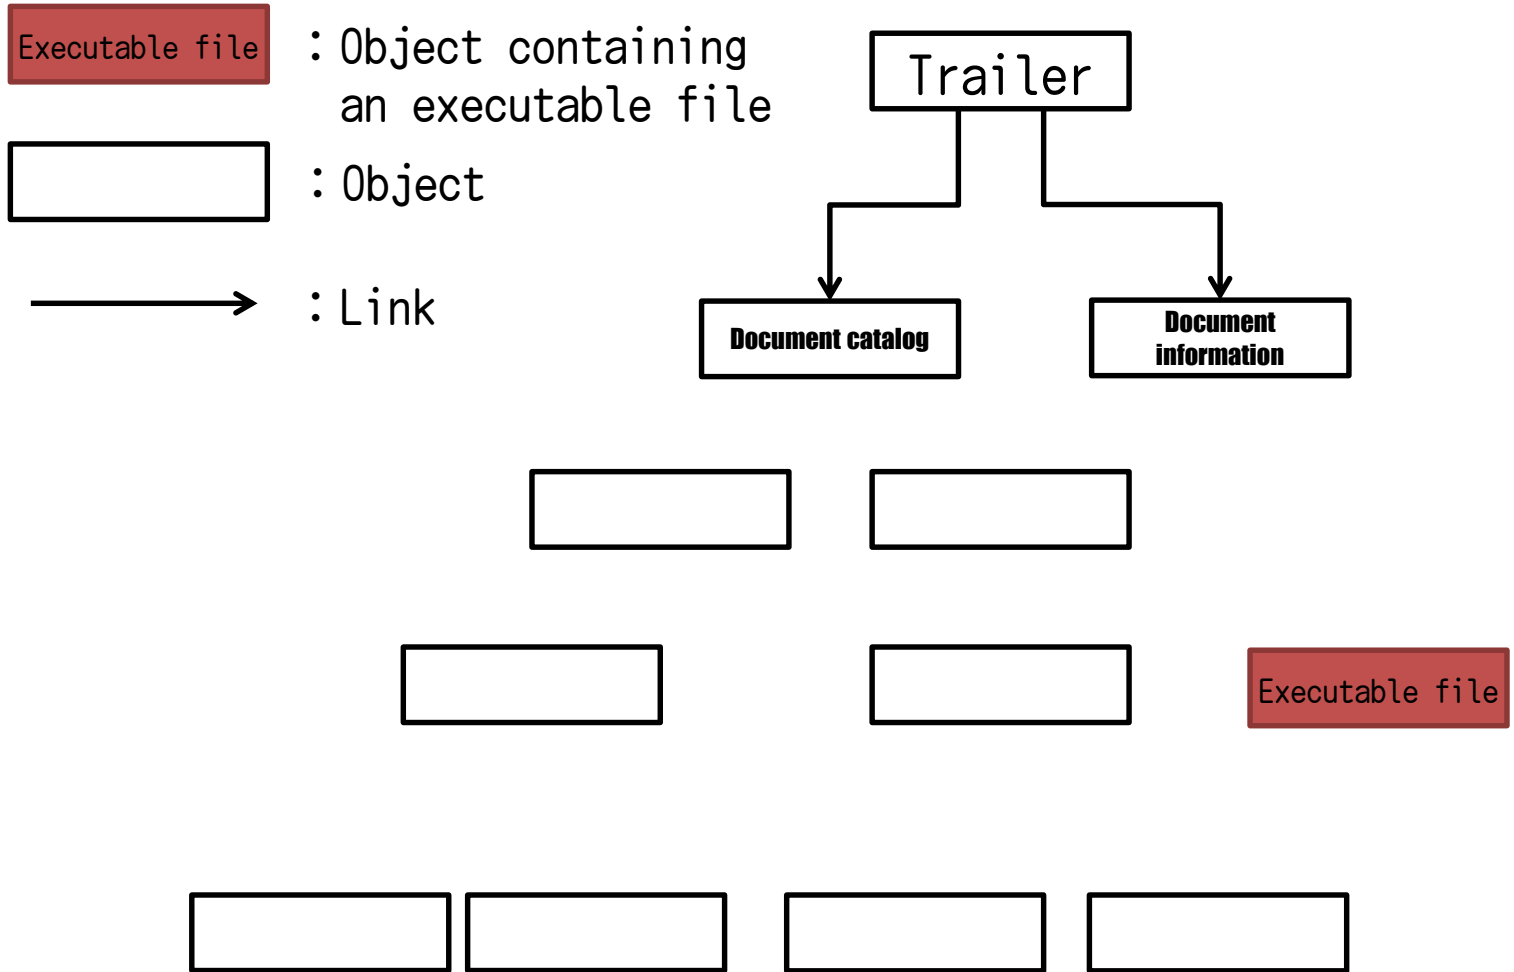 Executable file
: Object containing
an executable file
: Object
: Link
Trailer
Document catalog
Document
information
Executable file